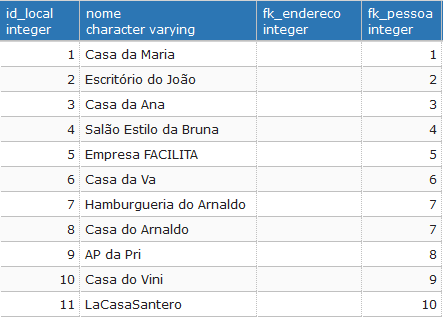 id_local nome fk_endereco fk_pessoa
integer character varying integer integer
1 Casa da Maria 1
2 Escritório do João 2
3 Casa da Ana 3
4 Salão Estilo da Bruna 4
5 Empresa FACILITA 5
6 Casa da Va 6
7 Hamburgueria do Arnaldo 7
8 Casa do Arnaldo 7
9 AP da Pri 8
10 Casa do Vini 9
11 LaCasaSantero 10